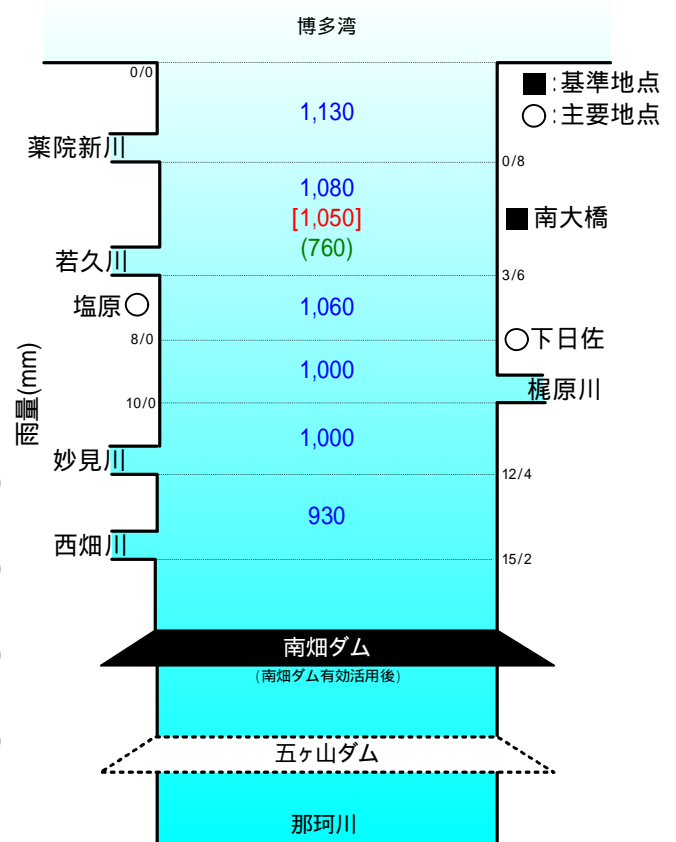 博多湾
0/0
■:基準地点
○:主要地点
1,130
薬院新川
0/8
1,080
[1,050]
(760)
■南大橋
若久川
3/6
塩原○
1,060
8/0
○下日佐
1,000
梶原川
10/0
雨量(mm)
1,000
妙見川
12/4
930
西畑川
15/2
南畑ダム
(南畑ダム有効活用後)
五ヶ山ダム
那珂川